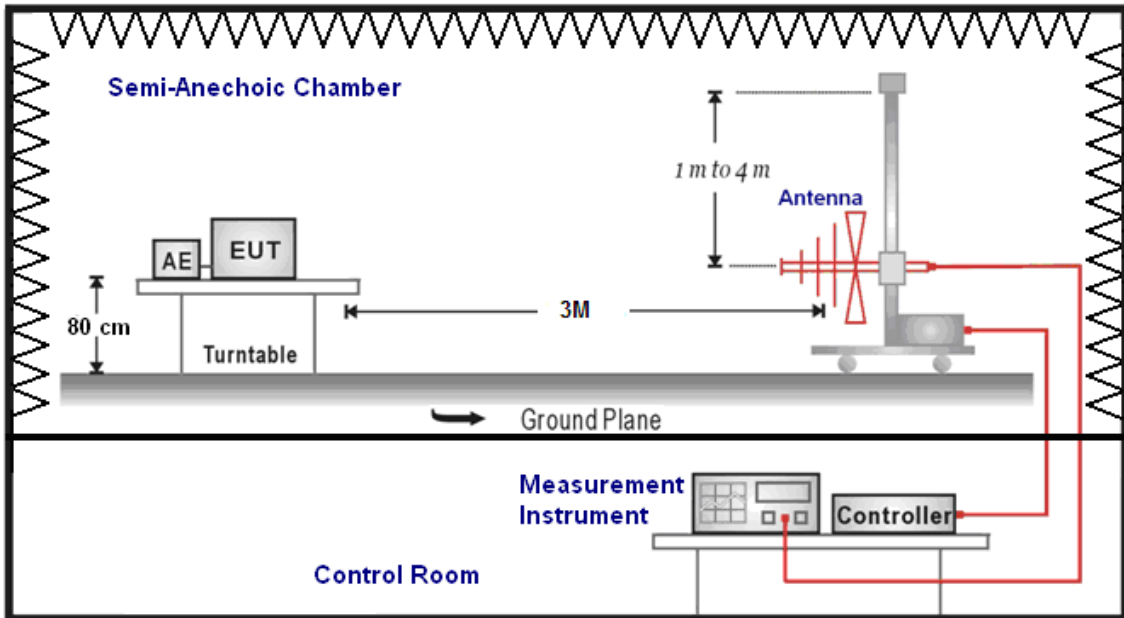 Semi-Anechoic Chamber
1 m to 4 m
Antenna
AE
EUT
80 cm
3M
Turntable
Ground Plane
Measurement
Instrument
Controller
Control Room